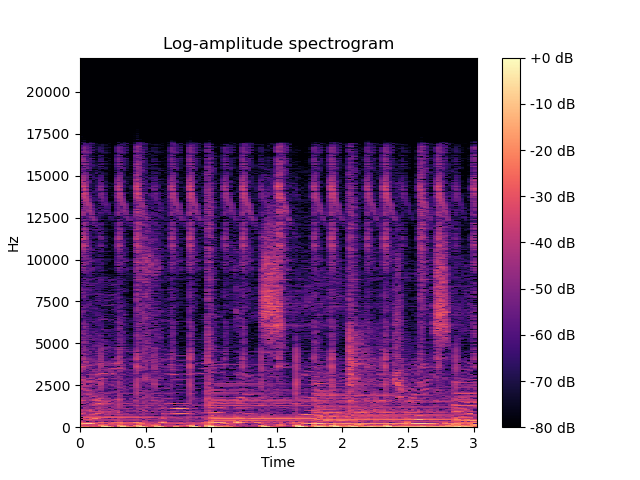 Log-amplitude spectrogram
20000
17500
15000
12500
10000
7500
5000
2500
0
Hz
0 0.5 1 1.5 2 2.5 3
Time
+0 dB
-10 dB
-20 dB
-30 dB
-40 dB
-50 dB
-60 dB
-70 dB
-80 dB